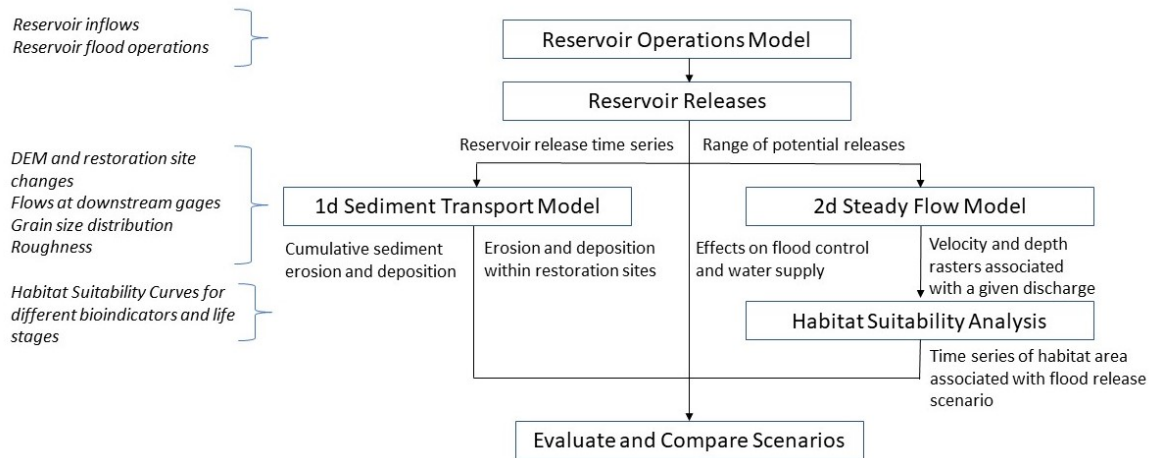 Reservoir inflows
Reservoir flood operations
Reservoir Operations Model
Reservoir Releases
Reservoir release time series
Range of potential releases
DEM and restoration site
changes
Flows at downstream gages
Grain size distribution
Roughness
1d Sediment Transport Model
2d Steady Flow Model
Cumulative sediment
erosion and deposition
Erosion and deposition
within restoration sites
Effects on flood control
and water supply
Velocity and depth
rasters associated
with a given discharge
Habitat Suitability Curves for
different bioindicators and life
stages
Habitat Suitability Analysis
Time series of habitat area
associated with flood release
scenario
Evaluate and Compare Scenarios